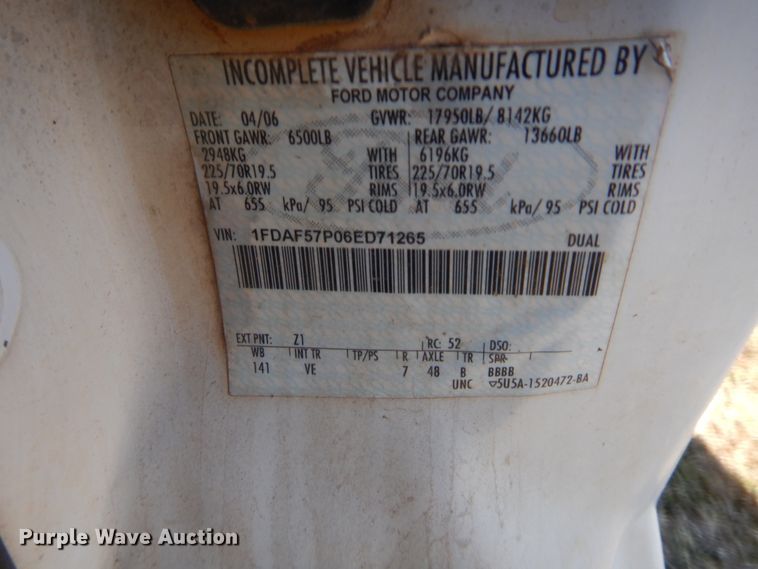 INCOMPLETE VEHICLE MANUFACTURED BY
FORD MOTOR COMPANY
DATE: 04/06 GVWR: 17950LB/ 8142KG
FRONT GAWR: 6500LB REAR GAWR: 13660LB
2948KG WITH 6196KG WITH
225/70R19.5 TIRES 225/70R19.5 TIRES
19.5x6.0RW RIMS 19.5x6.0RW RIMS
AT 655 kPa/ 95 PSI COLD AT 655 kPa/ 95 PSI COLD
VIN: 1FDAF57P06ED71265 DUAL
EXT PNT: Z1 RC: 52 DSO:
WB INT TR TP/PS R AXLE TR SPR
141 VE 7 48 B BBBB
UNC 5U5A-1520472-BA
Purple Wave Auction